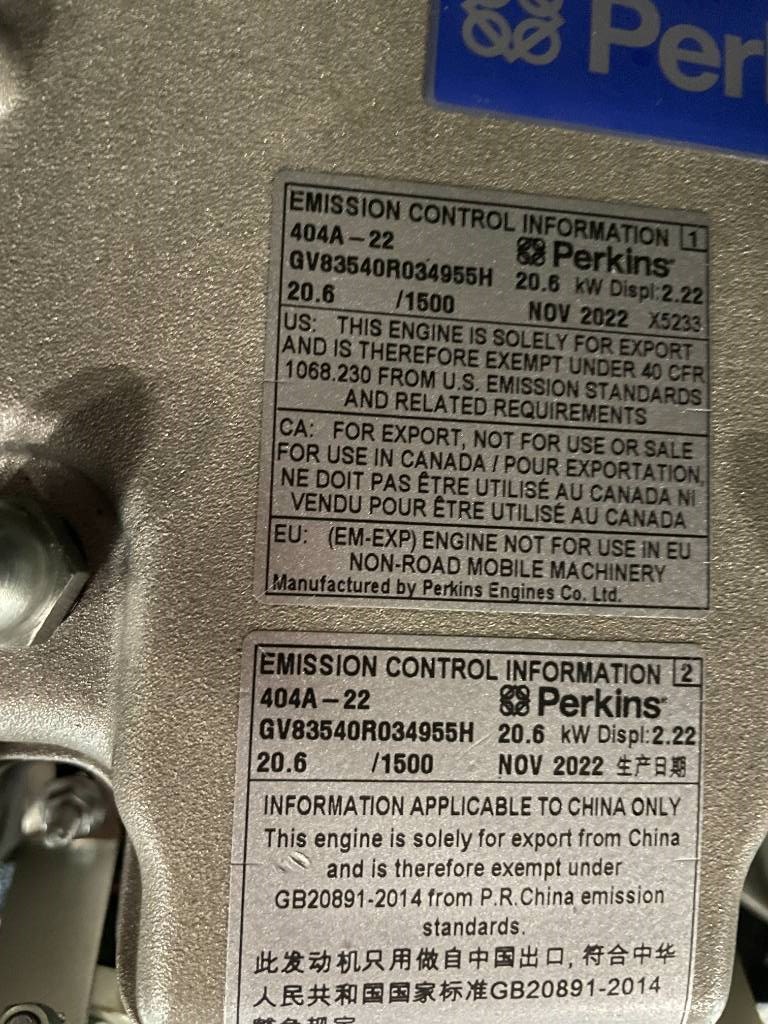 Per
EMISSION CONTROL INFORMATION 1
404A-22 Perkins
GV83540R034955H 20.6 kW Displ:2.22
20.6 /1500 NOV 2022 X5233
US: THIS ENGINE IS SOLELY FOR EXPORT
AND IS THEREFORE EXEMPT UNDER 40 CFR
1068.230 FROM U.S. EMISSION STANDARDS
AND RELATED REQUIREMENTS
CA: FOR EXPORT, NOT FOR USE OR SALE
FOR USE IN CANADA / POUR EXPORTATION,
NE DOIT PAS ÊTRE UTILISÉ AU CANADA NI
VENDU POUR ÊTRE UTILISÉ AU CANADA
EU: (EM-EXP) ENGINE NOT FOR USE IN EU
NON-ROAD MOBILE MACHINERY
Manufactured by Perkins Engines Co. Ltd.
EMISSION CONTROL INFORMATION 2
404A-22 Perkins
GV83540R034955H 20.6 kW Displ:2.22
20.6 /1500 NOV 2022 生产日期
INFORMATION APPLICABLE TO CHINA ONLY
This engine is solely for export from China
and is therefore exempt under
GB20891-2014 from P.R.China emission
standards.
此发动机只用做自中国出口, 符合中华
人民共和国国家标准GB20891-2014